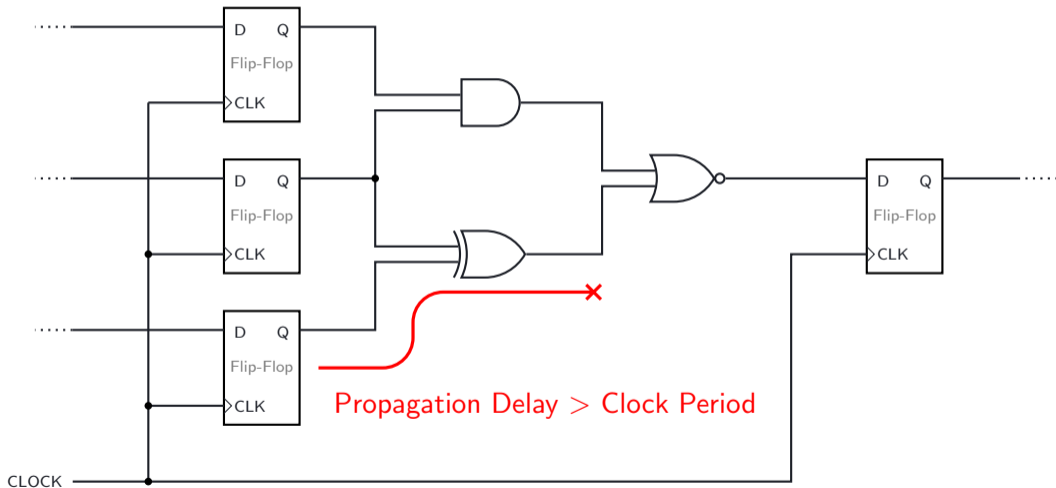 D Q
Flip-Flop
CLK
D Q
Flip-Flop
CLK
D Q
Flip-Flop
CLK
D Q
Flip-Flop
CLK
Propagation Delay > Clock Period
CLOCK